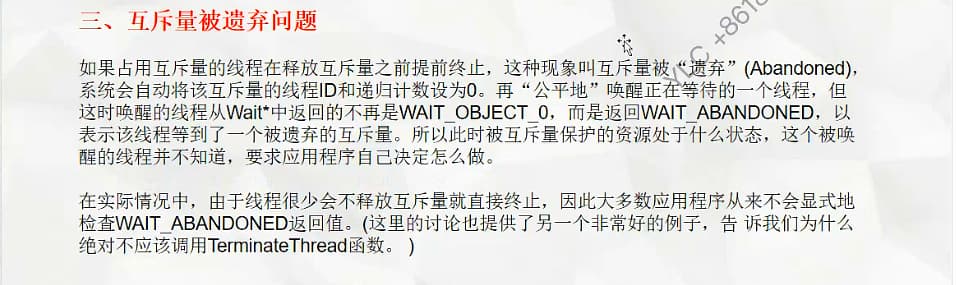 三、互斥量被遗弃问题
如果占用互斥量的线程在释放互斥量之前提前终止，这种现象叫互斥量被“遗弃”(Abandoned)，
系统会自动将该互斥量的线程ID和递归计数设为0。再“公平地”唤醒正在等待的一个线程，但
这时唤醒的线程从Wait*中返回的不再是WAIT_OBJECT_0，而是返回WAIT_ABANDONED，以
表示该线程等到了一个被遗弃的互斥量。所以此时被互斥量保护的资源处于什么状态，这个被唤
醒的线程并不知道，要求应用程序自己决定怎么做。
在实际情况中，由于线程很少会不释放互斥量就直接终止，因此大多数应用程序从来不会显式地
检查WAIT_ABANDONED返回值。(这里的讨论也提供了另一个非常好的例子，告 诉我们为什么
绝对不应该调用TerminateThread函数。 )
YLC +8618